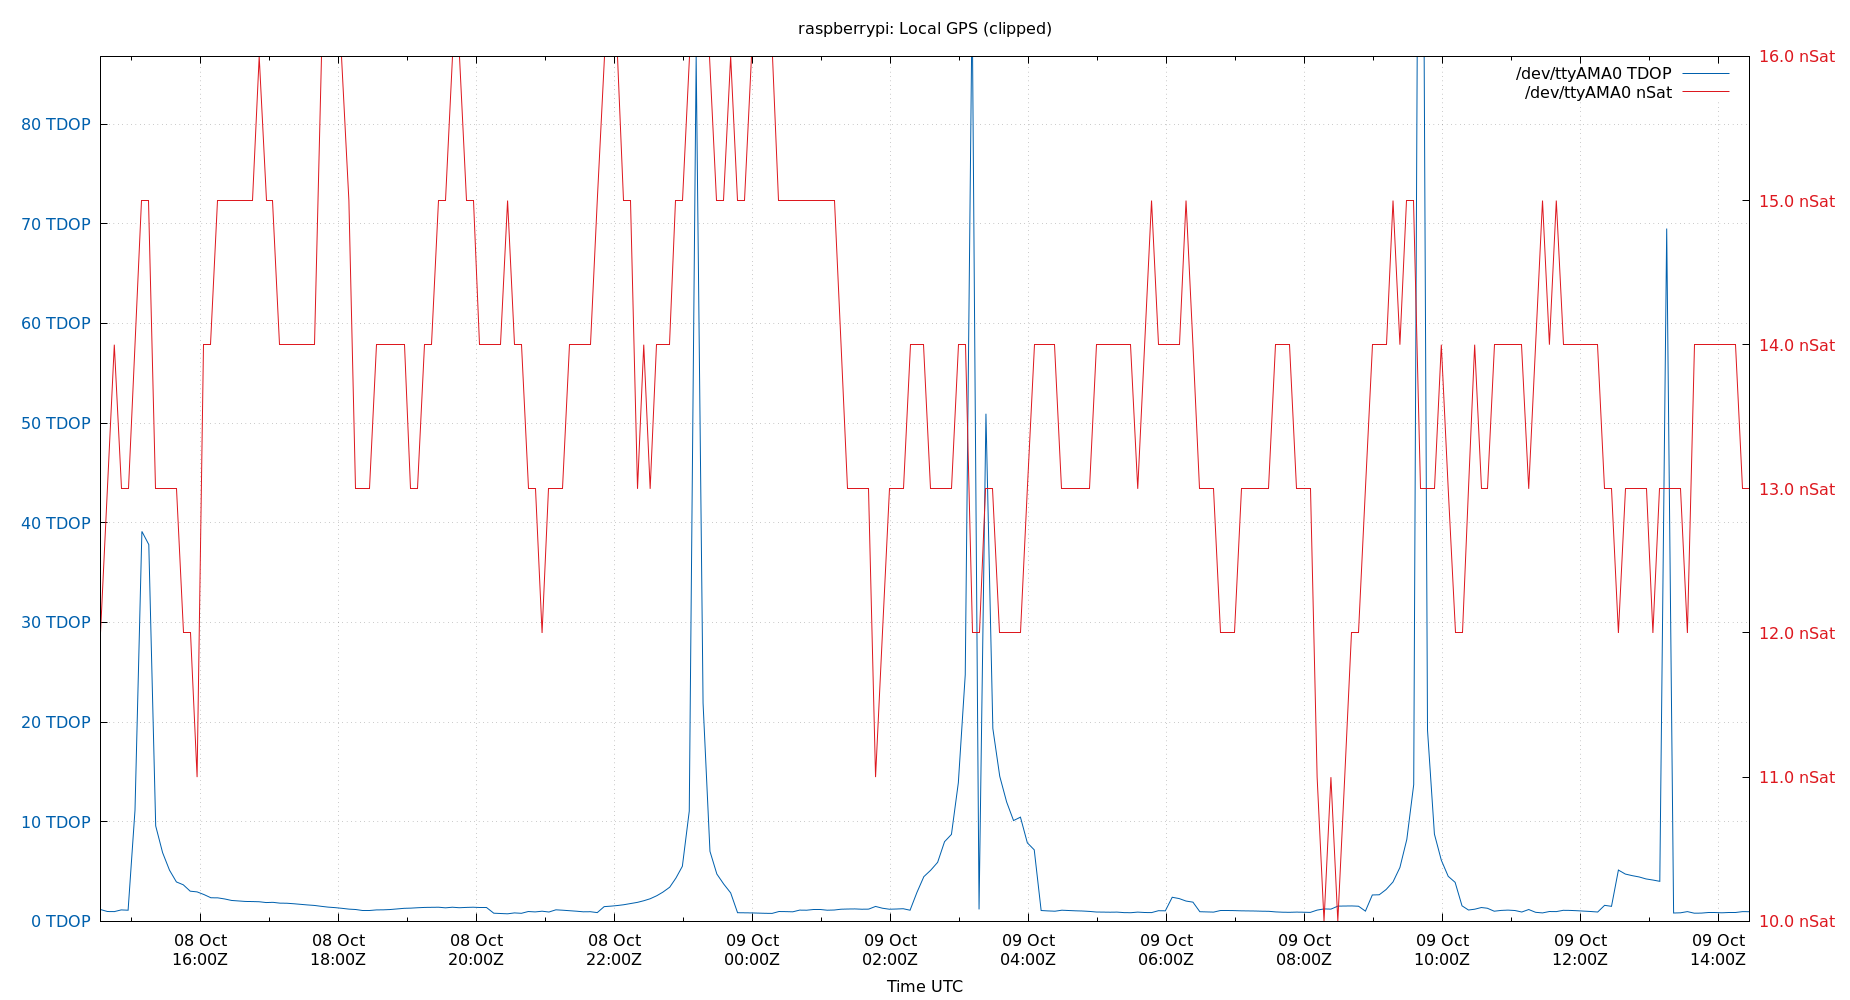 raspberrypi: Local GPS (clipped)
/dev/ttyAMA0 TDOP
/dev/ttyAMA0 nSat
80 TDOP
70 TDOP
60 TDOP
50 TDOP
40 TDOP
30 TDOP
20 TDOP
10 TDOP
0 TDOP
16.0 nSat
15.0 nSat
14.0 nSat
13.0 nSat
12.0 nSat
11.0 nSat
10.0 nSat
08 Oct
16:00Z
08 Oct
18:00Z
08 Oct
20:00Z
08 Oct
22:00Z
09 Oct
00:00Z
09 Oct
02:00Z
09 Oct
04:00Z
09 Oct
06:00Z
09 Oct
08:00Z
09 Oct
10:00Z
09 Oct
12:00Z
09 Oct
14:00Z
Time UTC